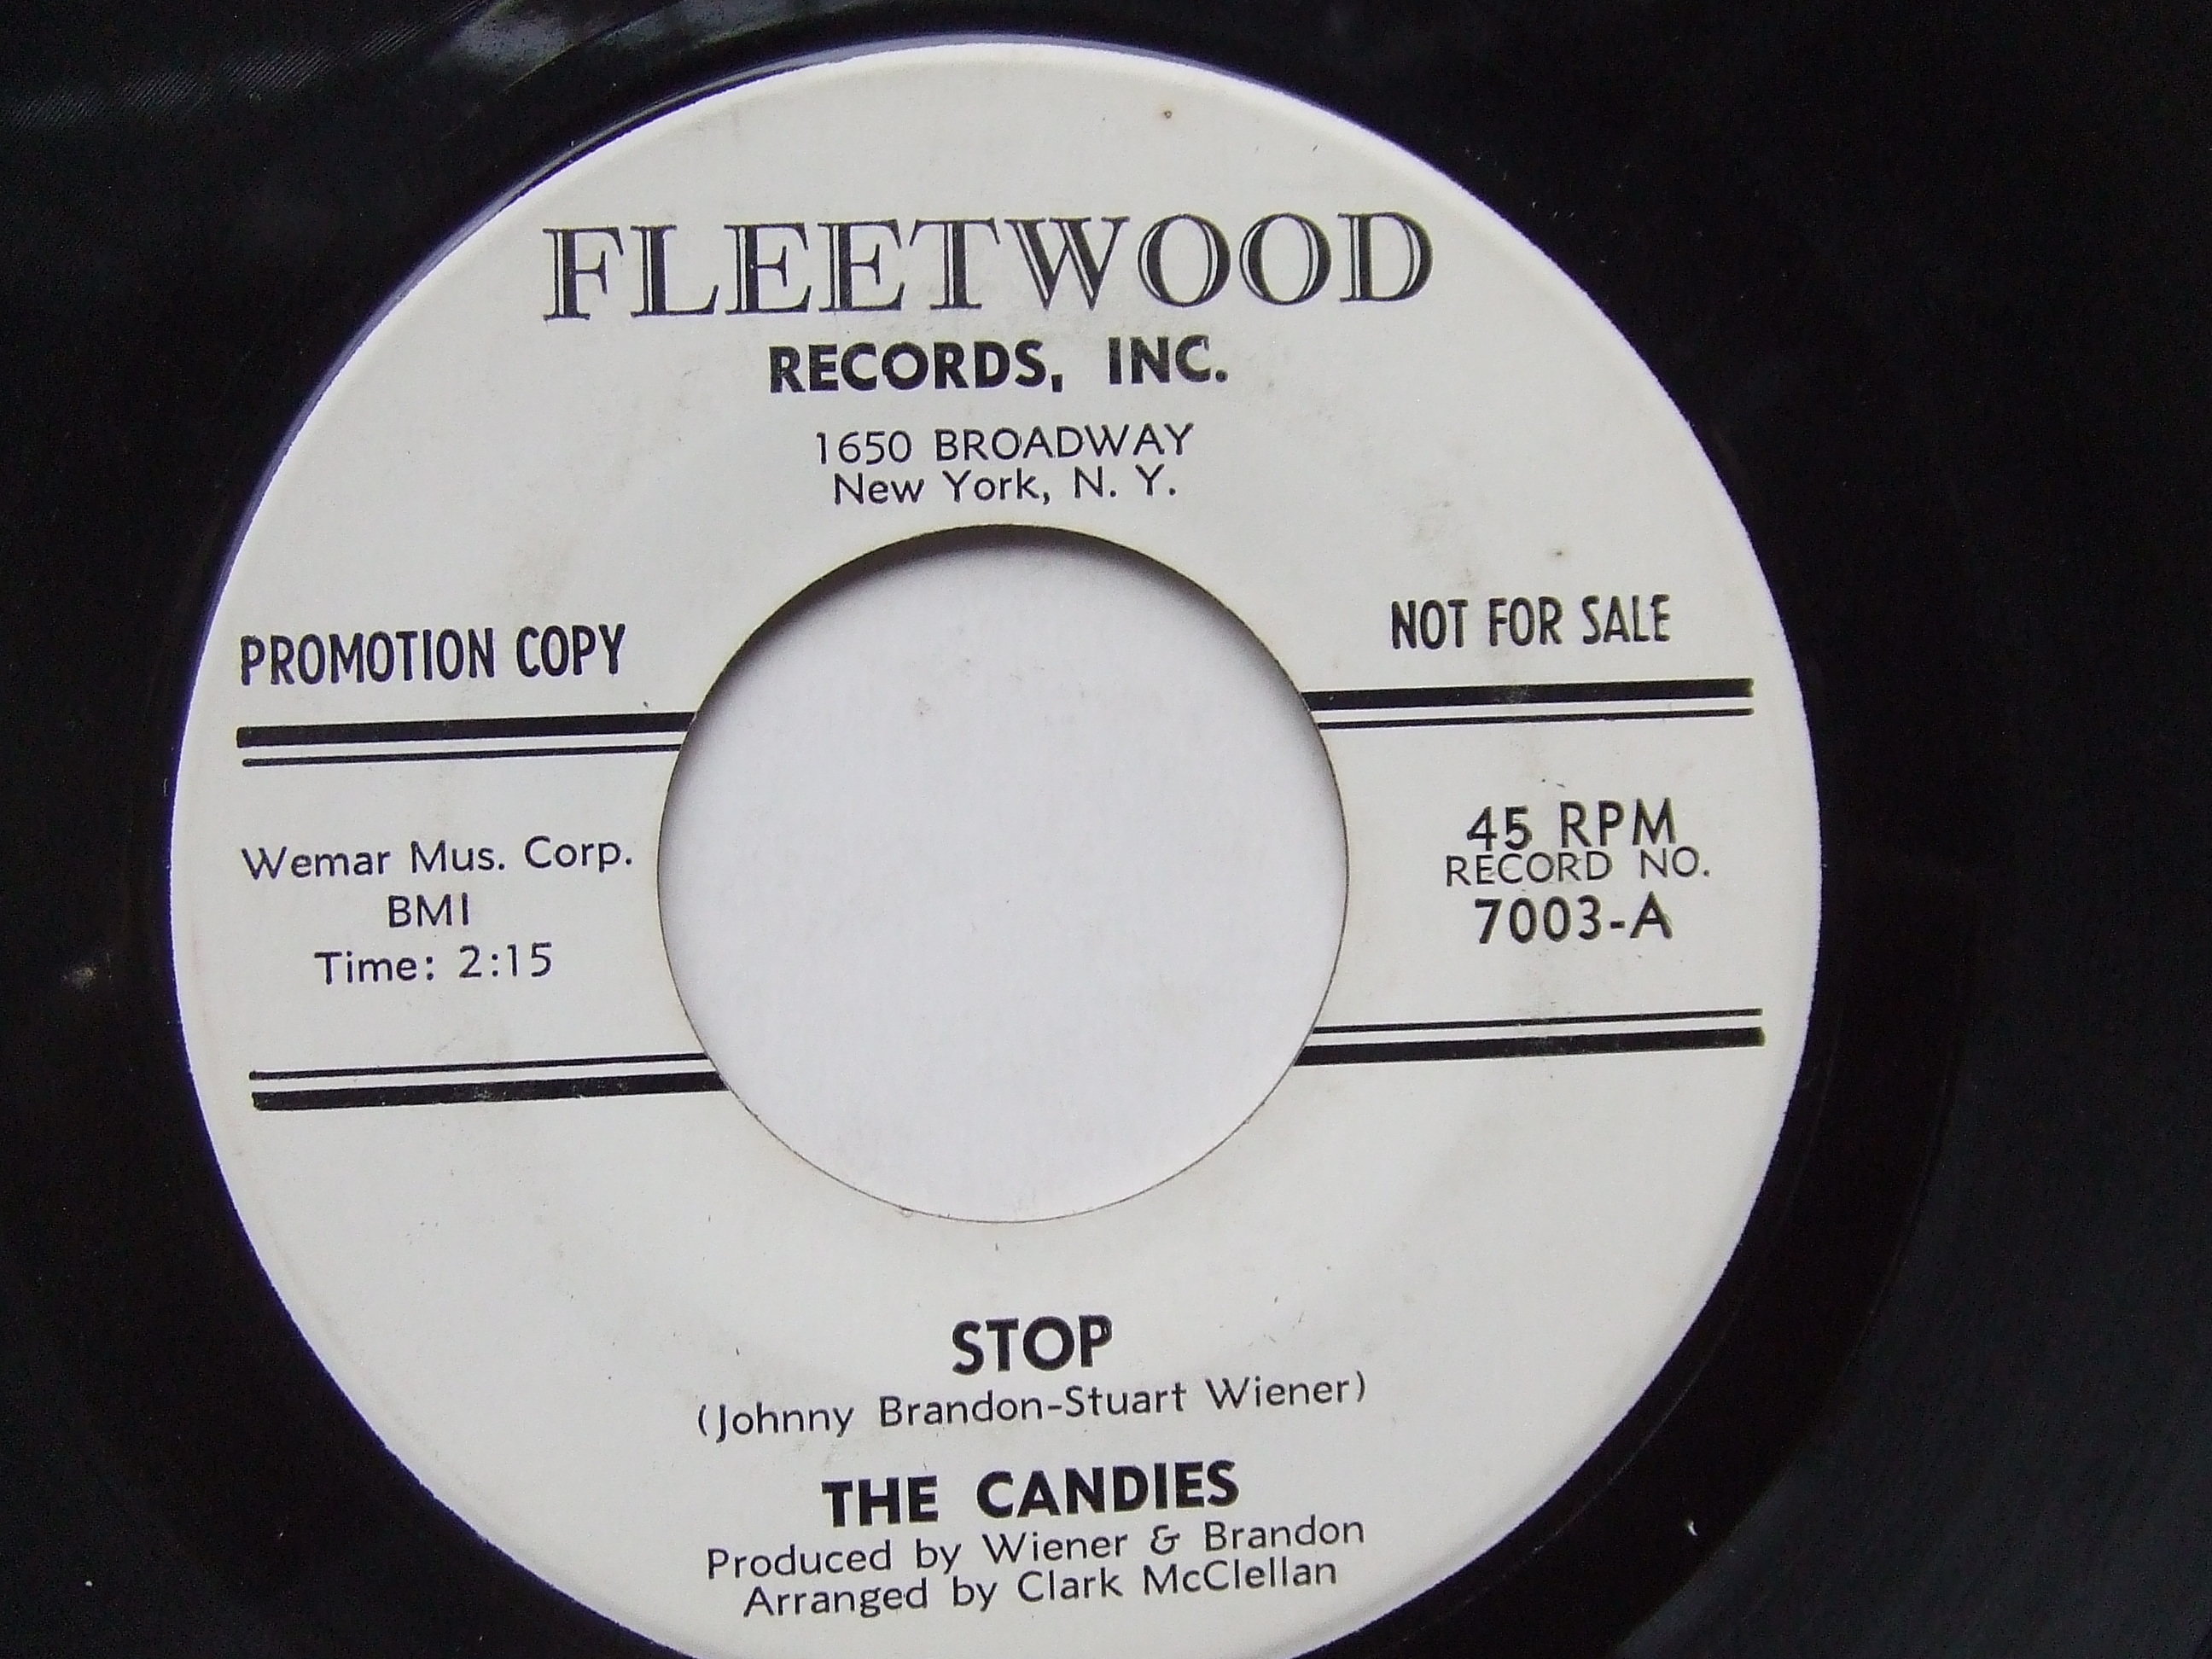 FLEETWOOD
RECORDS, INC.
1650 BROADWAY
New York, N. Y.
PROMOTION COPY
NOT FOR SALE
Wemar Mus. Corp.
BMI
Time: 2:15
45 RPM
RECORD NO.
7003-A
STOP
(Johnny Brandon-Stuart Wiener)
THE CANDIES
Produced by Wiener & Brandon
Arranged by Clark McClellan